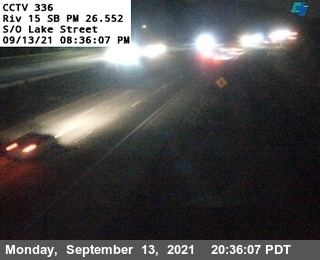 CCTV 336
Riv 15 SB PM 26.552
S/O Lake Street
09/13/21 08:36:07 PM
Monday, September 13, 2021 20:36:07 PDT